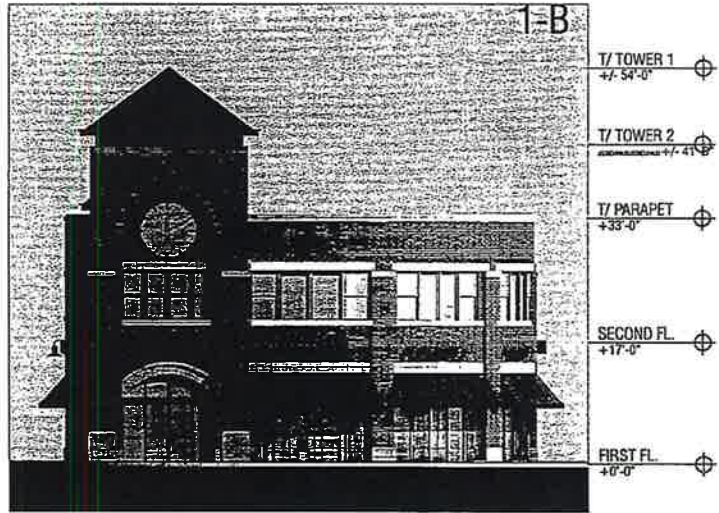 1-B
T/ TOWER 1
+/- 54'-0"
T/ TOWER 2
+/- 41'-8"
T/ PARAPET
+33'-0"
SECOND FL.
+17'-0"
FIRST FL.
+0'-0"